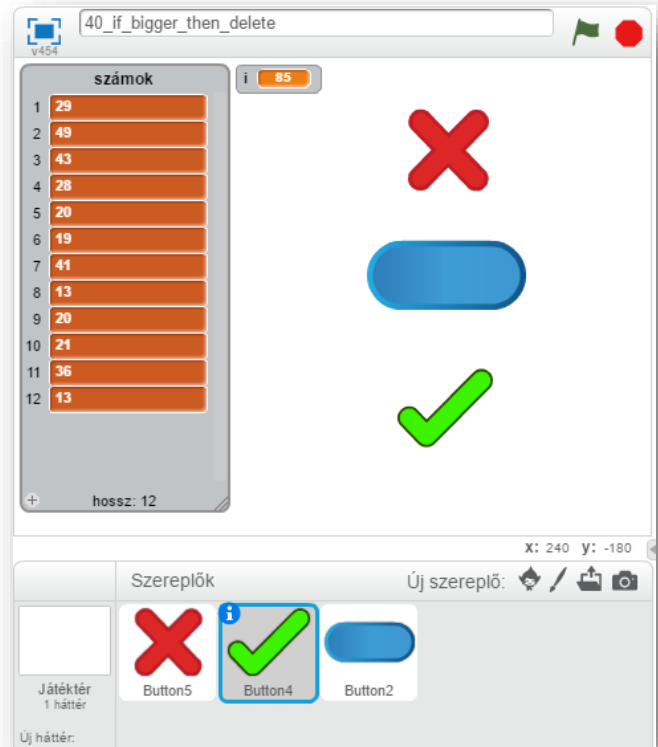 40_if_bigger_then_delete
v454
számok
1 29
2 49
3 43
4 28
5 20
6 19
7 41
8 13
9 20
10 21
11 36
12 13
+ hossz: 12
i 85
x: 240 y: -180
Szereplők
Új szereplő:
Játéktér
1 háttér
Új háttér:
Button5
Button4
Button2